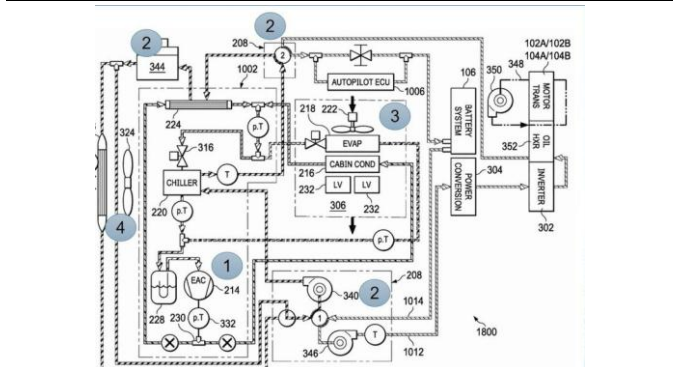 2
2
208
2
102A/102B
104A/104B
344
1002
348
350
AUTOPILOT ECU
1006
106
MOTOR
TRANS
218
222
3
BATTERY
SYSTEM
224
p.T
324
316
EVAP
OIL
HXR
352
CABIN COND
216
CHILLER
T
220
232
LV
LV
306
232
304
POWER
CONVERSION
INVERTER
302
p.T
4
p.T
1
EAC
214
228
208
340
2
p.T
332
230
1
1014
346
T
1012
1800